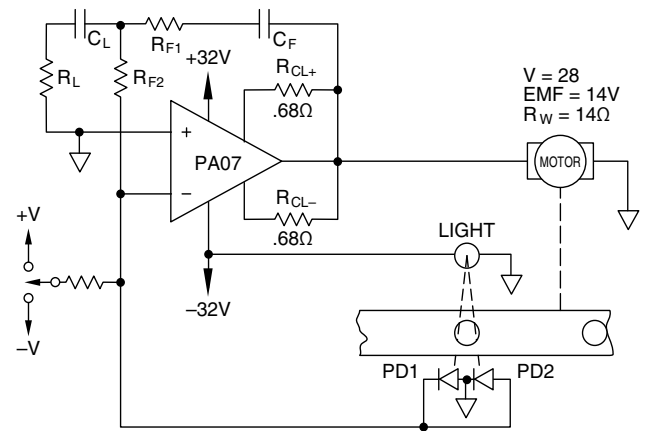 C_L
R_F1
C_F
+32V
R_L
R_F2
R_CL+
.68Ω
V = 28
EMF = 14V
R_W = 14Ω
+
PA07
–
MOTOR
R_CL–
.68Ω
+V
LIGHT
–32V
–V
PD1
PD2